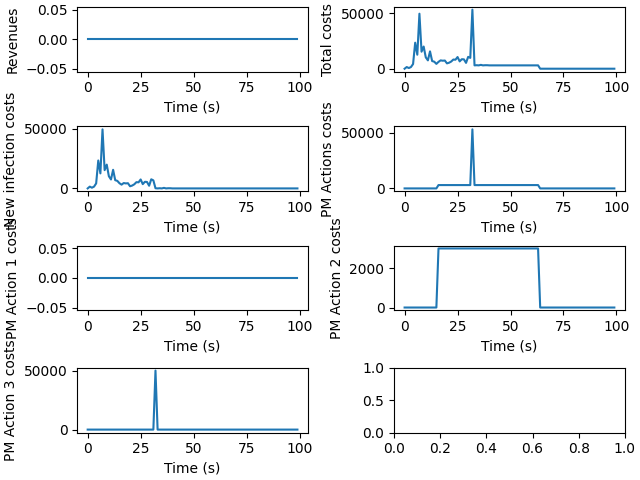 Revenues
0.05
0.00
−0.05
0 25 50 75 100
Time (s)
Total costs
50000
0
0 25 50 75 100
Time (s)
New infection costs
50000
0
0 25 50 75 100
Time (s)
PM Actions costs
50000
0
0 25 50 75 100
Time (s)
PM Action 1 costs
0.05
0.00
−0.05
0 25 50 75 100
Time (s)
PM Action 2 costs
2000
0
0 25 50 75 100
Time (s)
PM Action 3 costs
50000
0
0 25 50 75 100
Time (s)
1.0
0.5
0.0
0.0 0.2 0.4 0.6 0.8 1.0